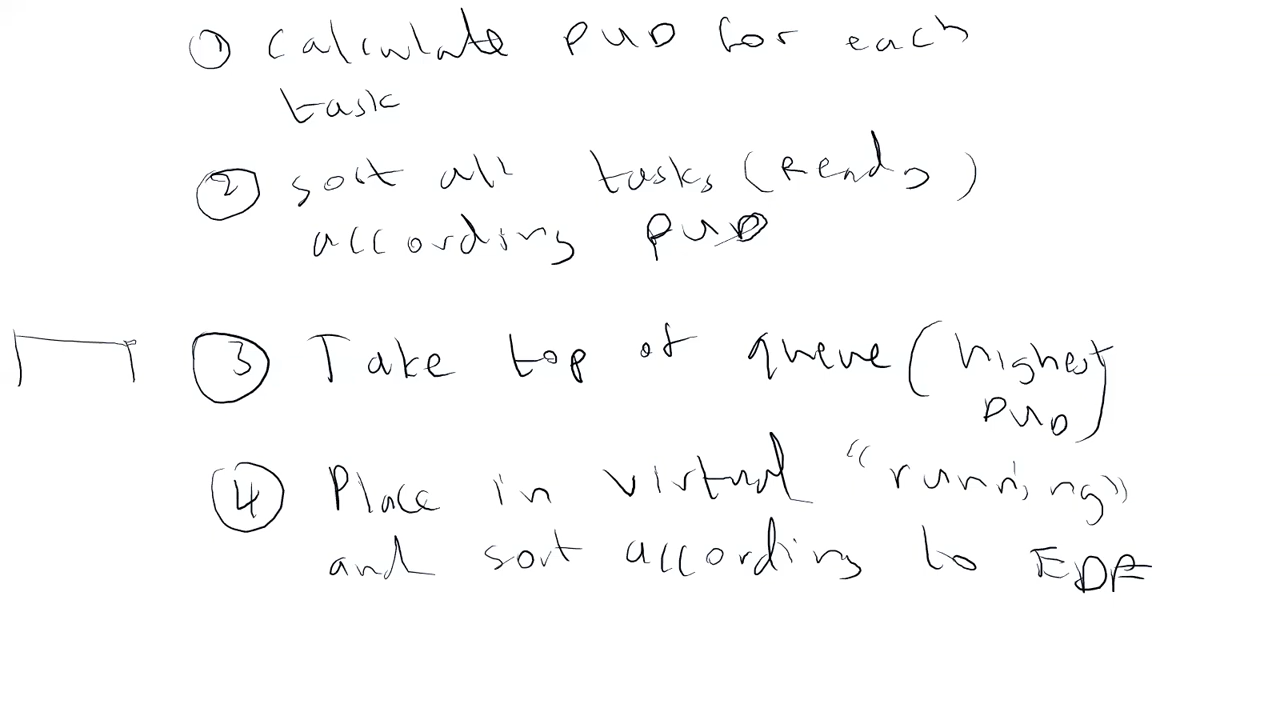 ① calculate PUD for each
task
② sort all tasks (Ready)
according PUD
③ Take top of queue (highest
PUD)
④ Place in virtual "running"
and sort according to EDF